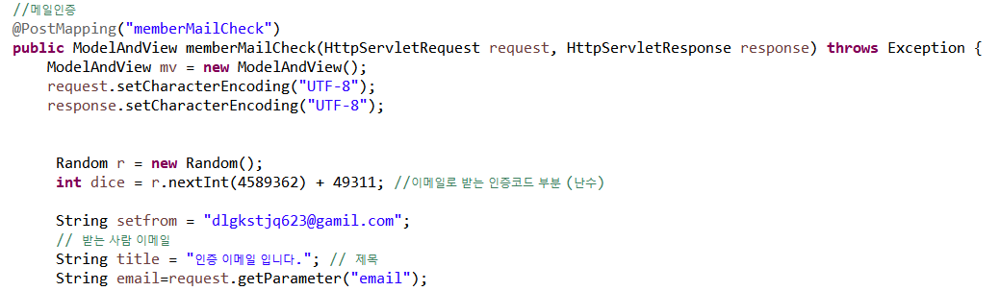 //메일인증
@PostMapping("memberMailCheck")
public ModelAndView memberMailCheck(HttpServletRequest request, HttpServletResponse response) throws Exception {
ModelAndView mv = new ModelAndView();
request.setCharacterEncoding("UTF-8");
response.setCharacterEncoding("UTF-8");
Random r = new Random();
int dice = r.nextInt(4589362) + 49311; //이메일로 받는 인증코드 부분 (난수)
String setfrom = "dlgkstjq623@gamil.com";
// 받는 사람 이메일
String title = "인증 이메일 입니다."; // 제목
String email=request.getParameter("email");